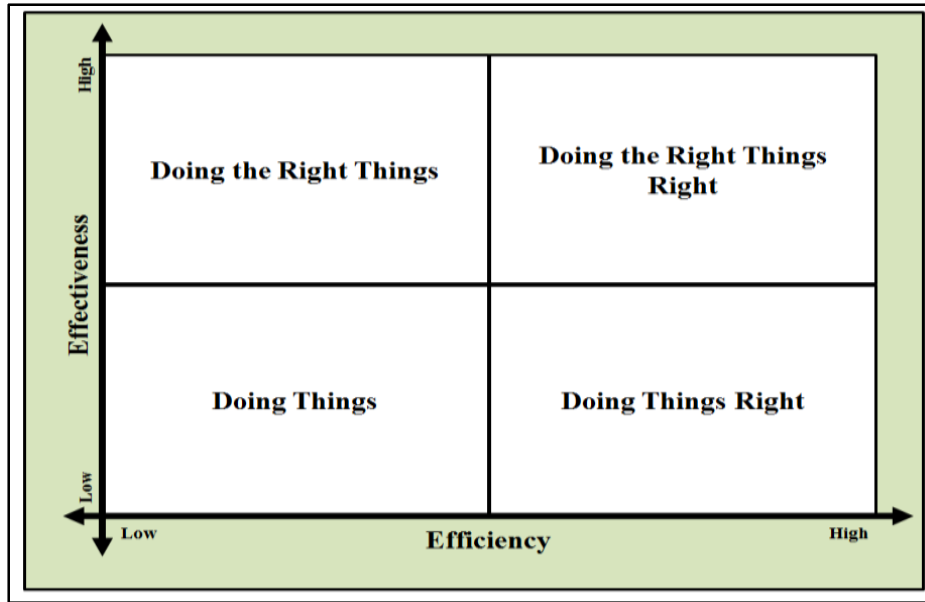 High
Doing the Right Things
Doing the Right Things
Right
Effectiveness
Doing Things
Doing Things Right
Low
Low
Efficiency
High